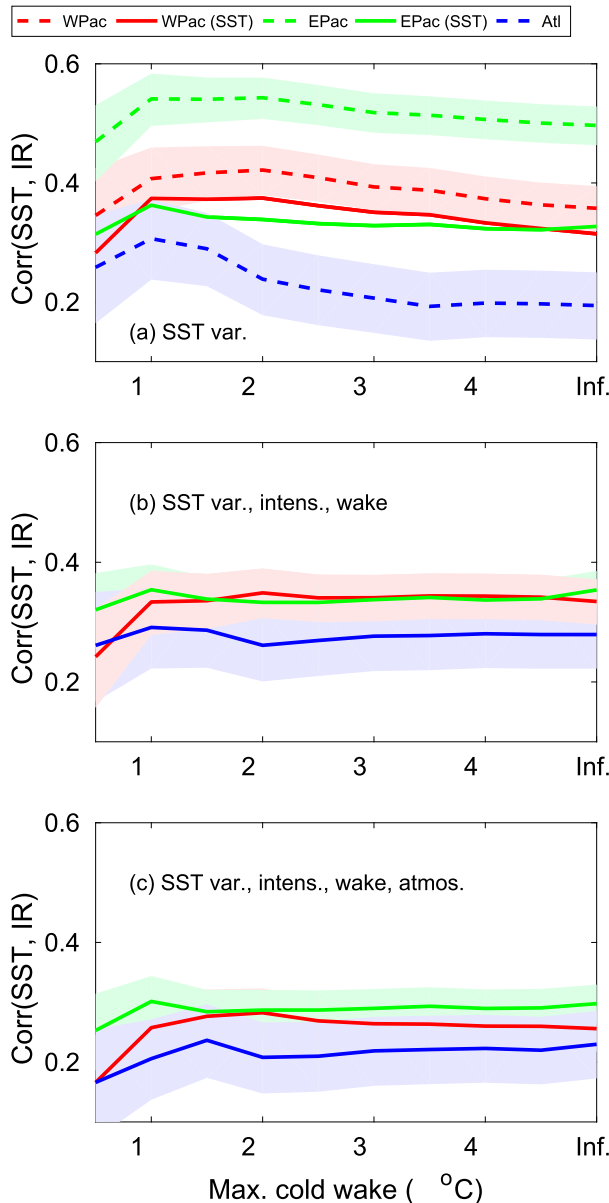 WPac WPac (SST) EPac EPac (SST) Atl
0.6
0.4
0.2
Corr(SST, IR)
(a) SST var.
1 2 3 4 Inf.
0.6
0.4
0.2
Corr(SST, IR)
(b) SST var., intens., wake
1 2 3 4 Inf.
0.6
0.4
0.2
Corr(SST, IR)
(c) SST var., intens., wake, atmos.
1 2 3 4 Inf.
Max. cold wake ( °C)